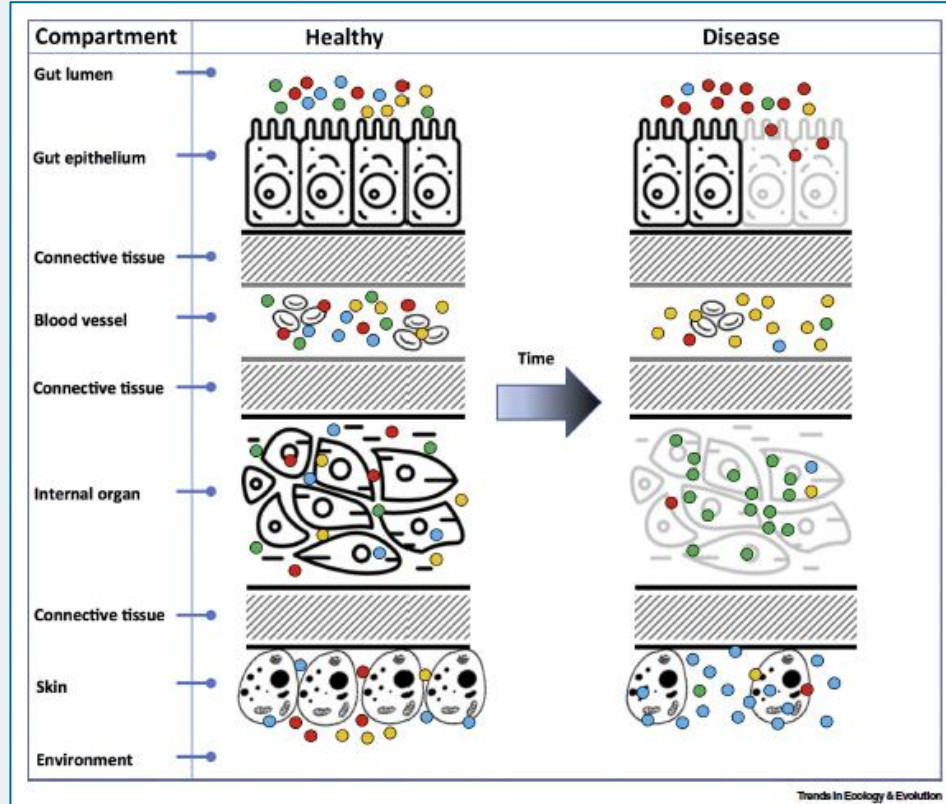 Compartment
Healthy
Disease
Gut lumen
Gut epithelium
Connective tissue
Blood vessel
Time
Connective tissue
Internal organ
Connective tissue
Skin
Environment
Trends in Ecology & Evolution